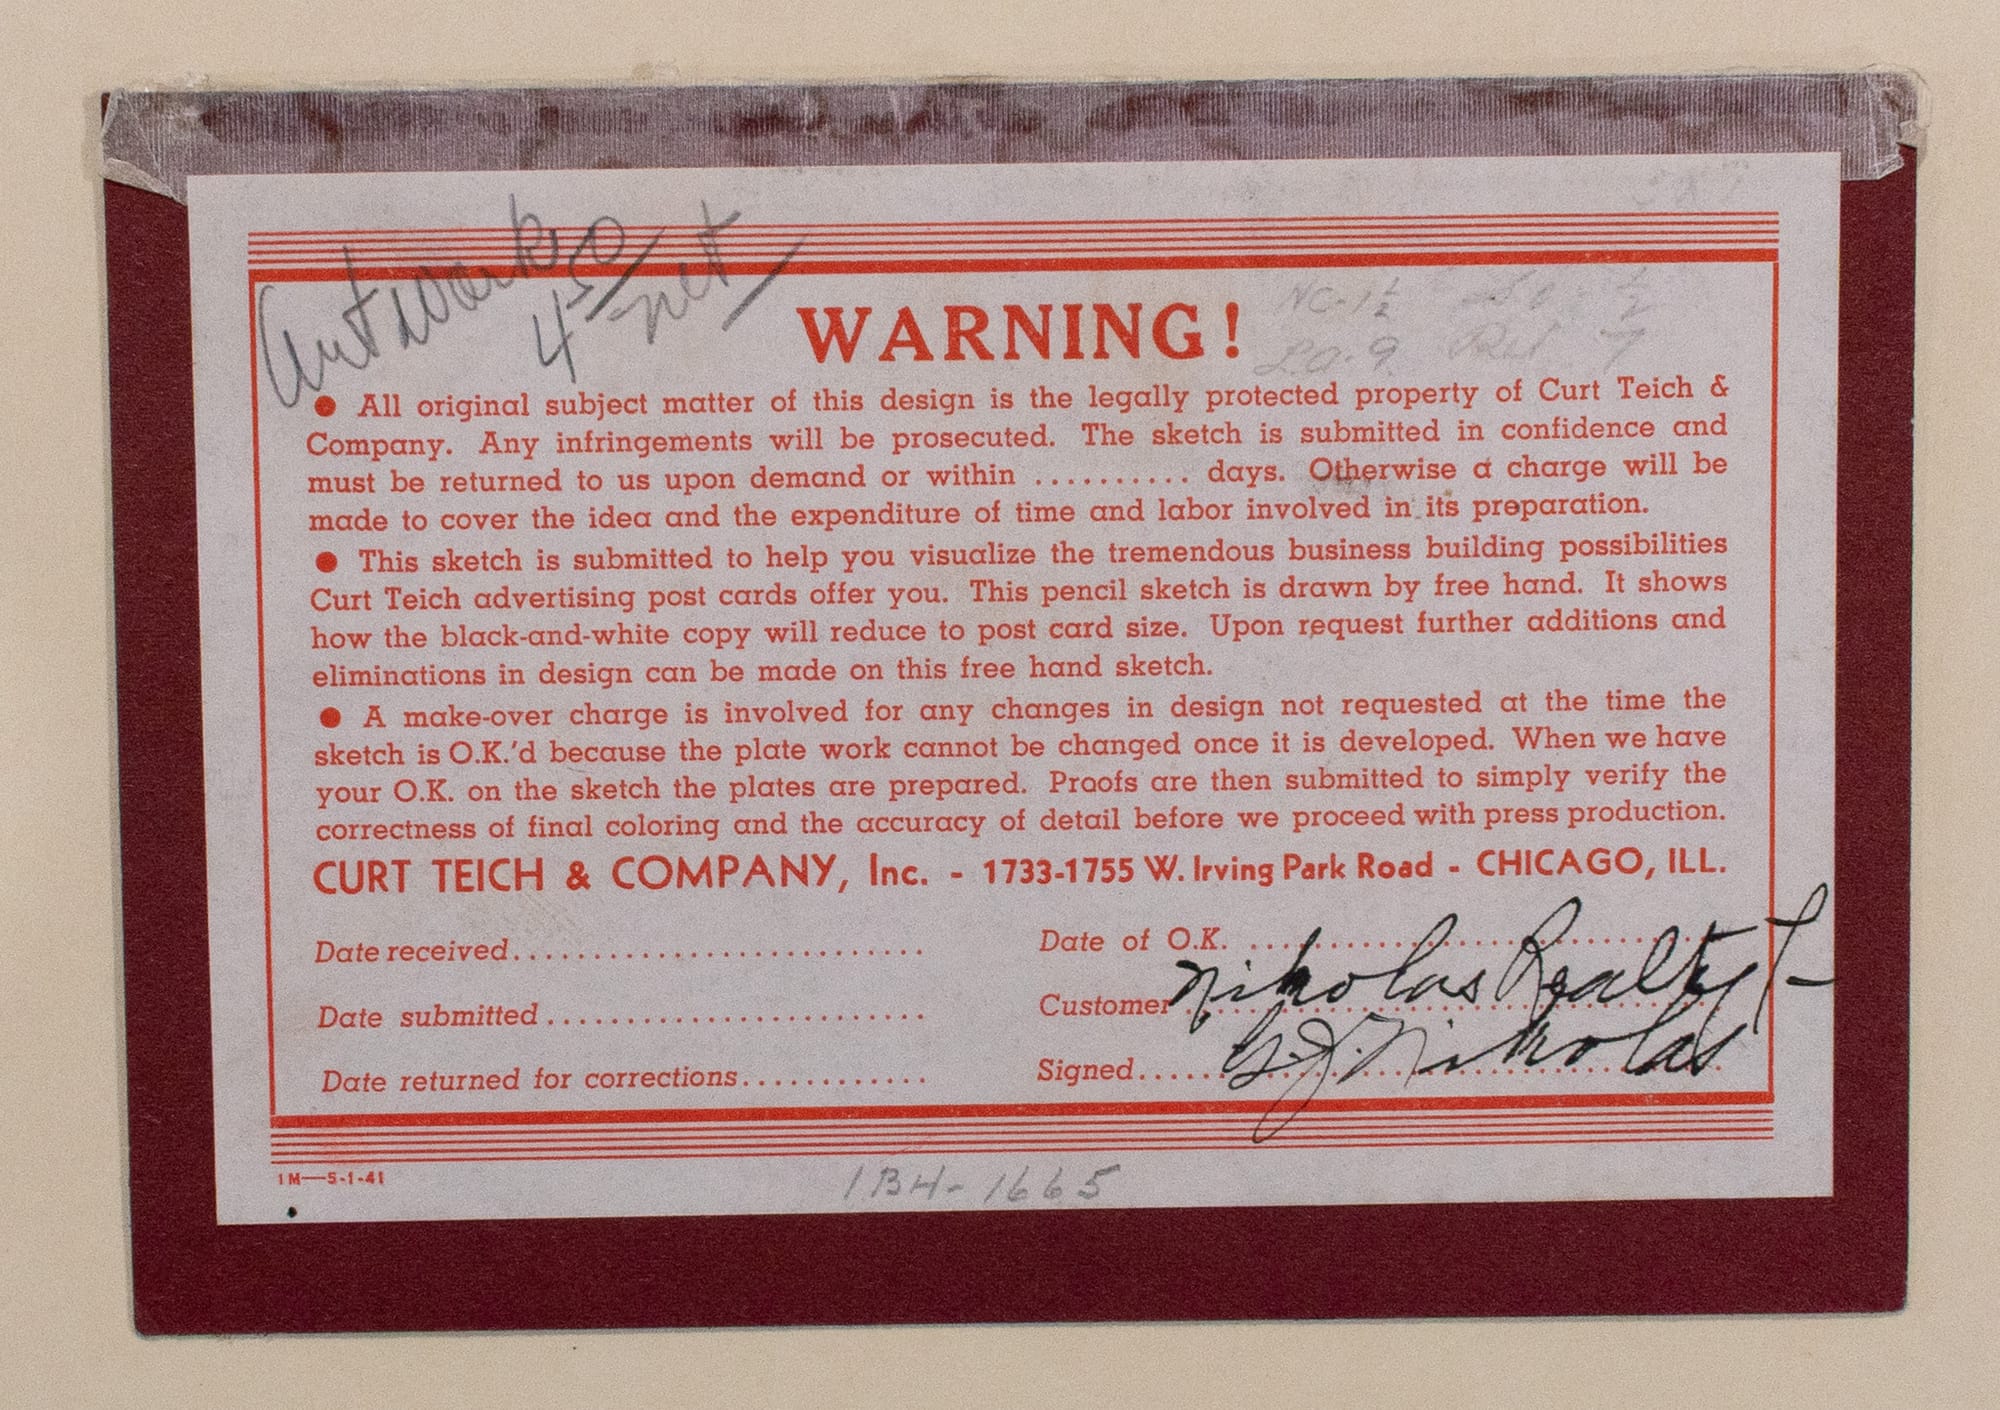 Artwork 4 50/ net/
NC-1½
L.O. 9. Red 7
WARNING!
● All original subject matter of this design is the legally protected property of Curt Teich &
Company. Any infringements will be prosecuted. The sketch is submitted in confidence and
must be returned to us upon demand or within .......... days. Otherwise a charge will be
made to cover the idea and the expenditure of time and labor involved in its preparation.
● This sketch is submitted to help you visualize the tremendous business building possibilities
Curt Teich advertising post cards offer you. This pencil sketch is drawn by free hand. It shows
how the black-and-white copy will reduce to post card size. Upon request further additions and
eliminations in design can be made on this free hand sketch.
● A make-over charge is involved for any changes in design not requested at the time the
sketch is O.K.'d because the plate work cannot be changed once it is developed. When we have
your O.K. on the sketch the plates are prepared. Proofs are then submitted to simply verify the
correctness of final coloring and the accuracy of detail before we proceed with press production.
CURT TEICH & COMPANY, Inc. - 1733-1755 W. Irving Park Road - CHICAGO, ILL.
Date received..........................
Date of O.K. ..............................
Date submitted........................
Customer Nikolas Realty
Date returned for corrections............
Signed...... G. J. Nikolas
1M—5-1-41
1BH-1665